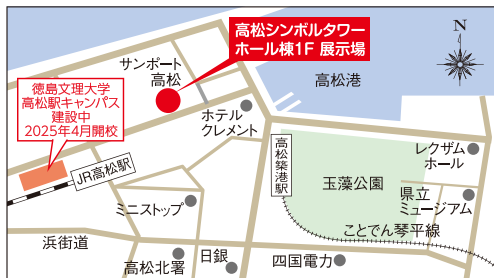 高松シンボルタワー
ホール棟1F 展示場
N
サンポート
高松
高松港
徳島文理大学
高松駅キャンパス
建設中
2025年4月開校
ホテル
クレメント
レクザム
ホール
JR高松駅
高松築港駅
玉藻公園
県立
ミュージアム
ミニストップ
ことでん琴平線
浜街道
高松北署
日銀
四国電力